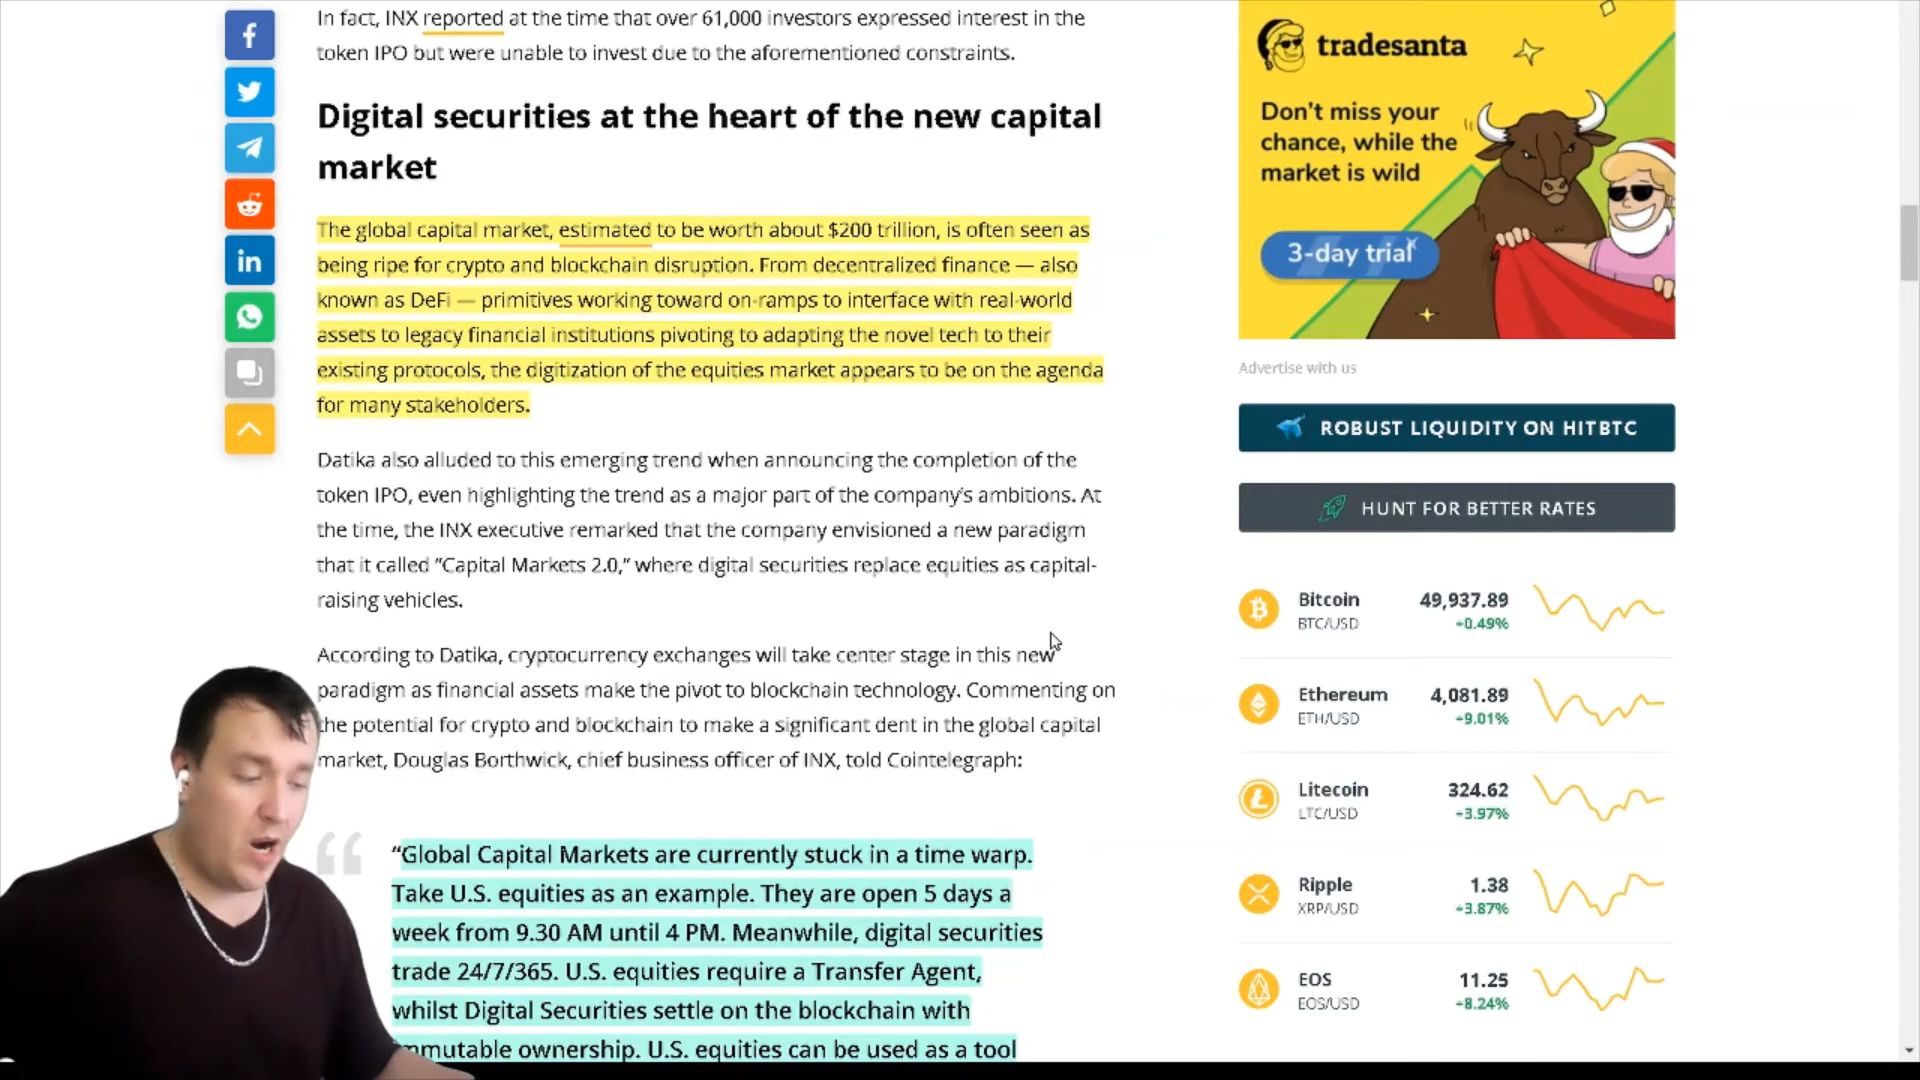 In fact, INX reported at the time that over 61,000 investors expressed interest in the
token IPO but were unable to invest due to the aforementioned constraints.
Digital securities at the heart of the new capital
market
The global capital market, estimated to be worth about $200 trillion, is often seen as
being ripe for crypto and blockchain disruption. From decentralized finance — also
known as DeFi — primitives working toward on-ramps to interface with real-world
assets to legacy financial institutions pivoting to adapting the novel tech to their
existing protocols, the digitization of the equities market appears to be on the agenda
for many stakeholders.
Datika also alluded to this emerging trend when announcing the completion of the
token IPO, even highlighting the trend as a major part of the company's ambitions. At
the time, the INX executive remarked that the company envisioned a new paradigm
that it called "Capital Markets 2.0," where digital securities replace equities as capital-
raising vehicles.
According to Datika, cryptocurrency exchanges will take center stage in this new
paradigm as financial assets make the pivot to blockchain technology. Commenting on
the potential for crypto and blockchain to make a significant dent in the global capital
market, Douglas Borthwick, chief business officer of INX, told Cointelegraph:
“Global Capital Markets are currently stuck in a time warp.
Take U.S. equities as an example. They are open 5 days a
week from 9.30 AM until 4 PM. Meanwhile, digital securities
trade 24/7/365. U.S. equities require a Transfer Agent,
whilst Digital Securities settle on the blockchain with
immutable ownership. U.S. equities can be used as a tool
tradesanta
Don't miss your
chance, while the
market is wild
3-day trial
Advertise with us
ROBUST LIQUIDITY ON HITBTC
HUNT FOR BETTER RATES
Bitcoin 49,937.89
BTC/USD +0.49%
Ethereum 4,081.89
ETH/USD +9.01%
Litecoin 324.62
LTC/USD +3.97%
Ripple 1.38
XRP/USD +3.87%
EOS 11.25
EOS/USD +8.24%